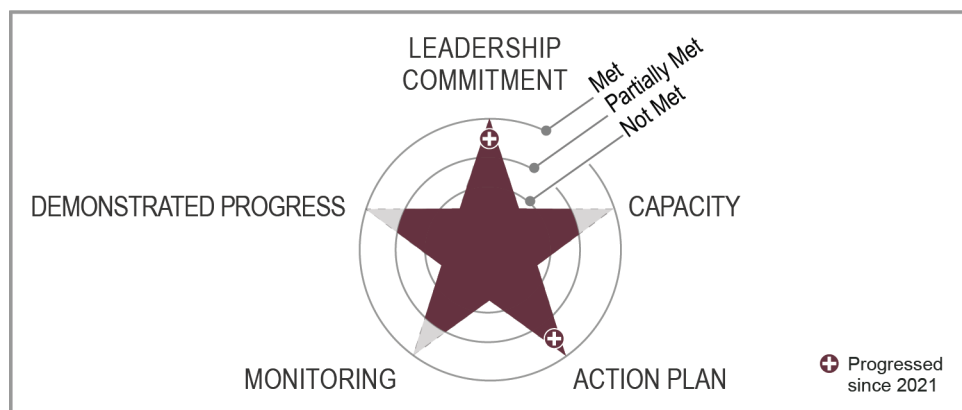 LEADERSHIP
COMMITMENT
Met
Partially Met
Not Met
DEMONSTRATED PROGRESS
CAPACITY
MONITORING
ACTION PLAN
Progressed
since 2021